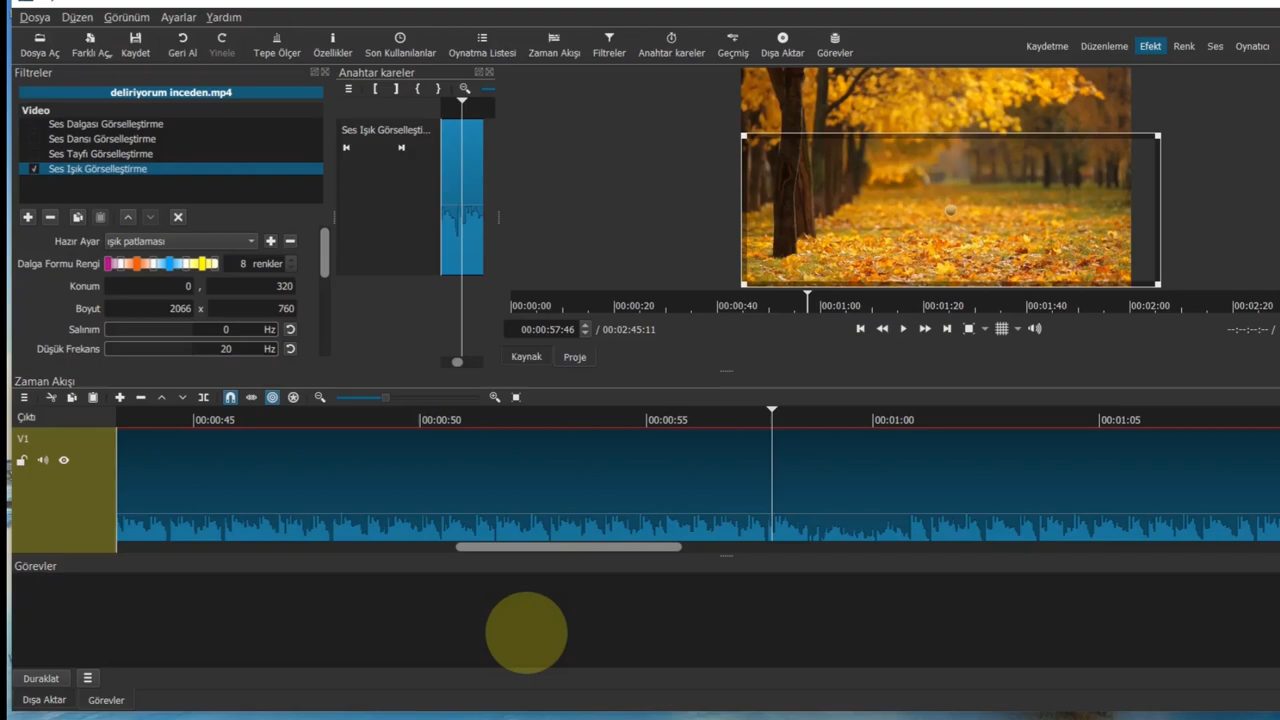 Dosya Düzen Görünüm Ayarlar Yardım
Dosya Aç Farklı Aç.. Kaydet Geri Al Yinele Tepe Ölçer Özellikler Son Kullanılanlar Oynatma Listesi Zaman Akışı Filtreler Anahtar kareler Geçmiş Dışa Aktar Görevler Kaydetme Düzenleme Efekt Renk Ses Oynatıcı
Filtreler
deliriyorum inceden.mp4
Video
Ses Dalgası Görselleştirme
Ses Dansı Görselleştirme
Ses Tayfı Görselleştirme
Ses Işık Görselleştirme
Hazır Ayar ışık patlaması
Dalga Formu Rengi 8 renkler
Konum 0 , 320
Boyut 2066 x 760
Salınım 0 Hz
Düşük Frekans 20 Hz
Anahtar kareler
Ses Işık Görselleşti...
00:00:00 00:00:20 00:00:40 00:01:00 00:01:20 00:01:40 00:02:00 00:02:20
00:00:57:46 / 00:02:45:11 --:--:--:-- /
Kaynak Proje
Zaman Akışı
Çıktı 00:00:45 00:00:50 00:00:55 00:01:00 00:01:05
V1
Görevler
Duraklat
Dışa Aktar Görevler